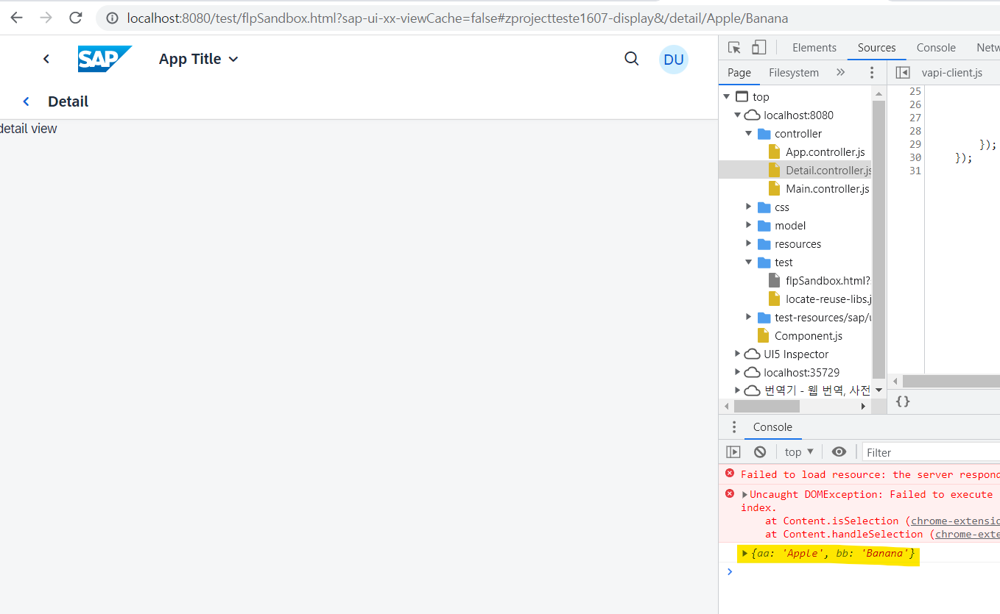 localhost:8080/test/flpSandbox.html?sap-ui-xx-viewCache=false#zprojectteste1607-display&/detail/Apple/Banana
SAP
App Title
DU
Detail
detail view
Elements
Sources
Console
Netw
Page
Filesystem
vapi-client.js
top
localhost:8080
controller
App.controller.js
Detail.controller.js
Main.controller.js
css
model
resources
test
flpSandbox.html?
locate-reuse-libs.j
test-resources/sap/u
Component.js
UI5 Inspector
localhost:35729
번역기 - 웹 번역, 사전
25
26
27
28
29 });
30 });
31
{}
Console
top
Filter
Failed to load resource: the server respond
Uncaught DOMException: Failed to execute
index.
at Content.isSelection (chrome-extensio
at Content.handleSelection (chrome-exte
{aa: 'Apple', bb: 'Banana'}